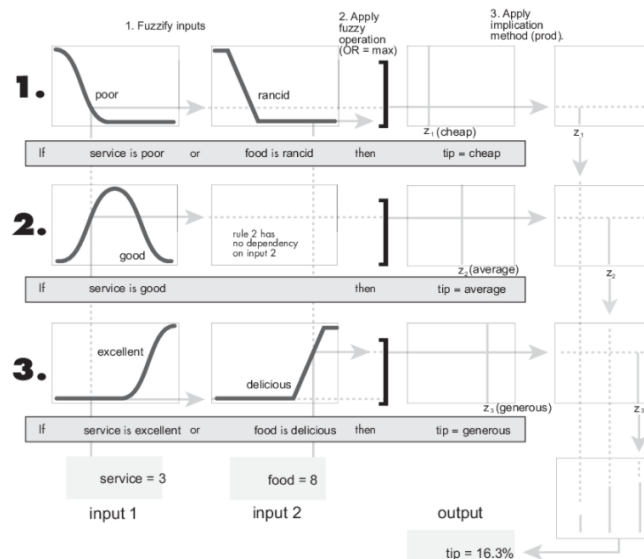 1. Fuzzify inputs
2. Apply
fuzzy
operation
(OR = max)
3. Apply
implication
method (prod).
1.
poor
rancid
z1 (cheap)
z1
If service is poor or food is rancid then tip = cheap
2.
good
rule 2 has
no dependency
on input 2
z2 (average)
z2
If service is good then tip = average
3.
excellent
delicious
z3 (generous)
z3
If service is excellent or food is delicious then tip = generous
service = 3
food = 8
input 1
input 2
output
tip = 16.3%